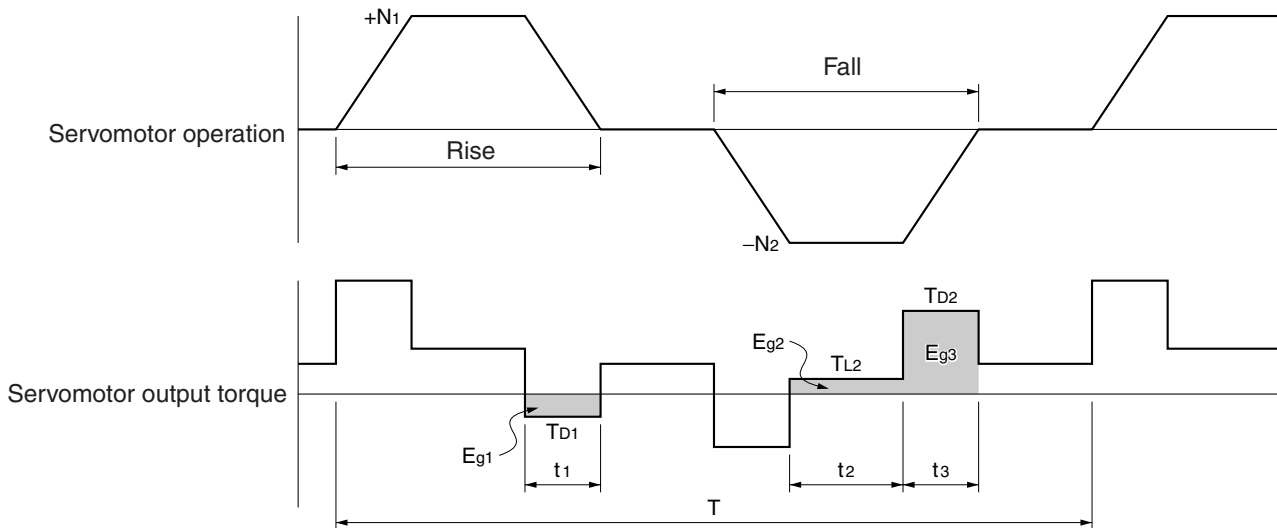 +N1
Fall
Servomotor operation
Rise
–N2
TD2
Eg2
TL2
Eg3
Servomotor output torque
TD1
Eg1
t1
t2
t3
T